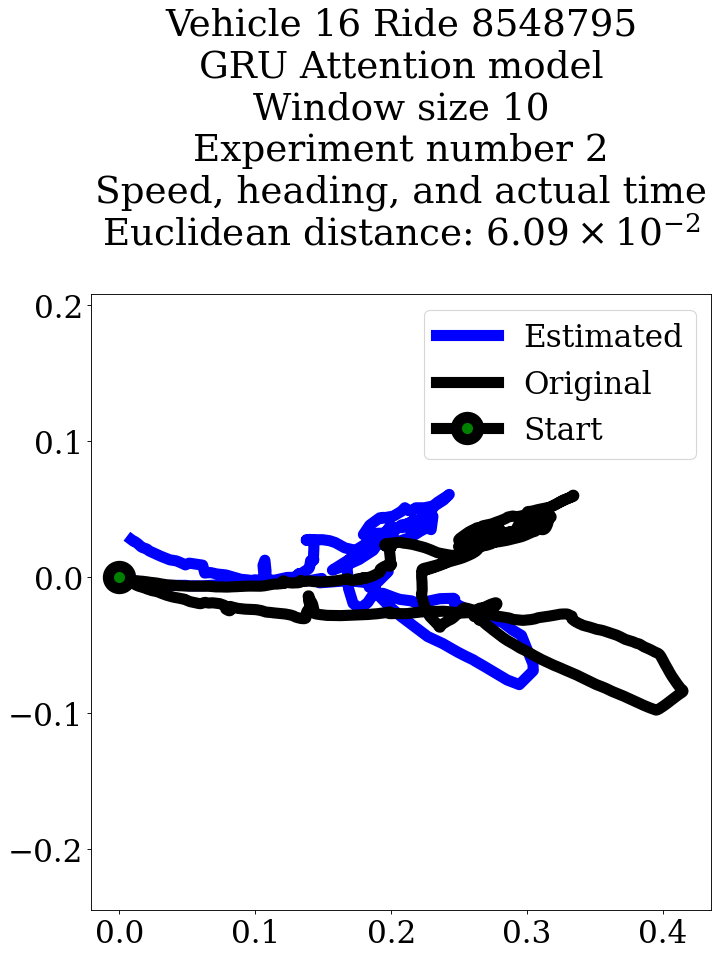 Vehicle 16 Ride 8548795
GRU Attention model
Window size 10
Experiment number 2
Speed, heading, and actual time
Euclidean distance: 6.09 × 10⁻²
Estimated
Original
Start
0.2
0.1
0.0
−0.1
−0.2
0.0 0.1 0.2 0.3 0.4